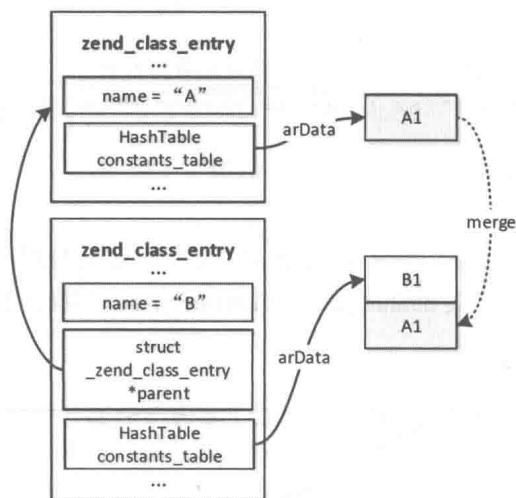 zend_class_entry
...
name = “A”
HashTable
constants_table
...
arData
A1
merge
zend_class_entry
...
name = “B”
struct
_zend_class_entry
*parent
HashTable
constants_table
...
arData
B1
A1